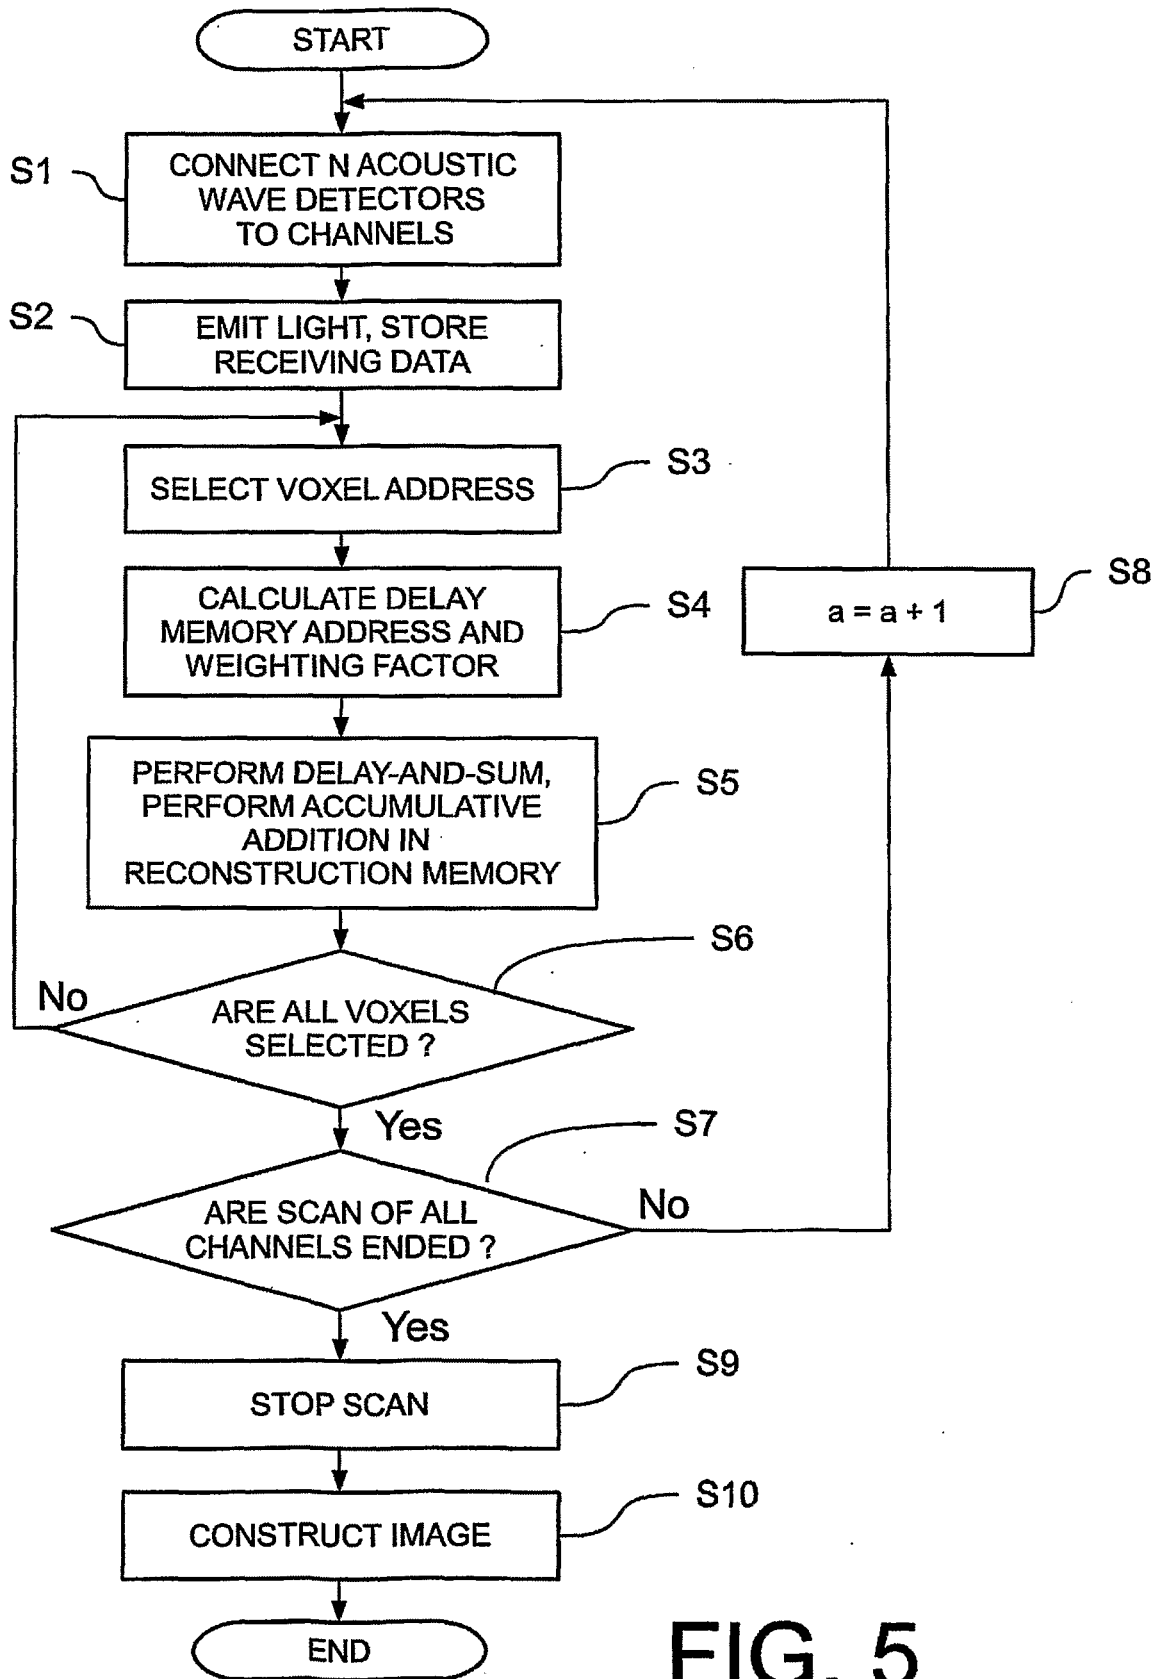 START
S1
CONNECT N ACOUSTIC
WAVE DETECTORS
TO CHANNELS
S2
EMIT LIGHT, STORE
RECEIVING DATA
S3
SELECT VOXEL ADDRESS
S4
CALCULATE DELAY
MEMORY ADDRESS AND
WEIGHTING FACTOR
S8
a = a + 1
S5
PERFORM DELAY-AND-SUM,
PERFORM ACCUMULATIVE
ADDITION IN
RECONSTRUCTION MEMORY
S6
No
ARE ALL VOXELS
SELECTED ?
Yes
S7
ARE SCAN OF ALL
CHANNELS ENDED ?
No
Yes
S9
STOP SCAN
S10
CONSTRUCT IMAGE
END
FIG. 5